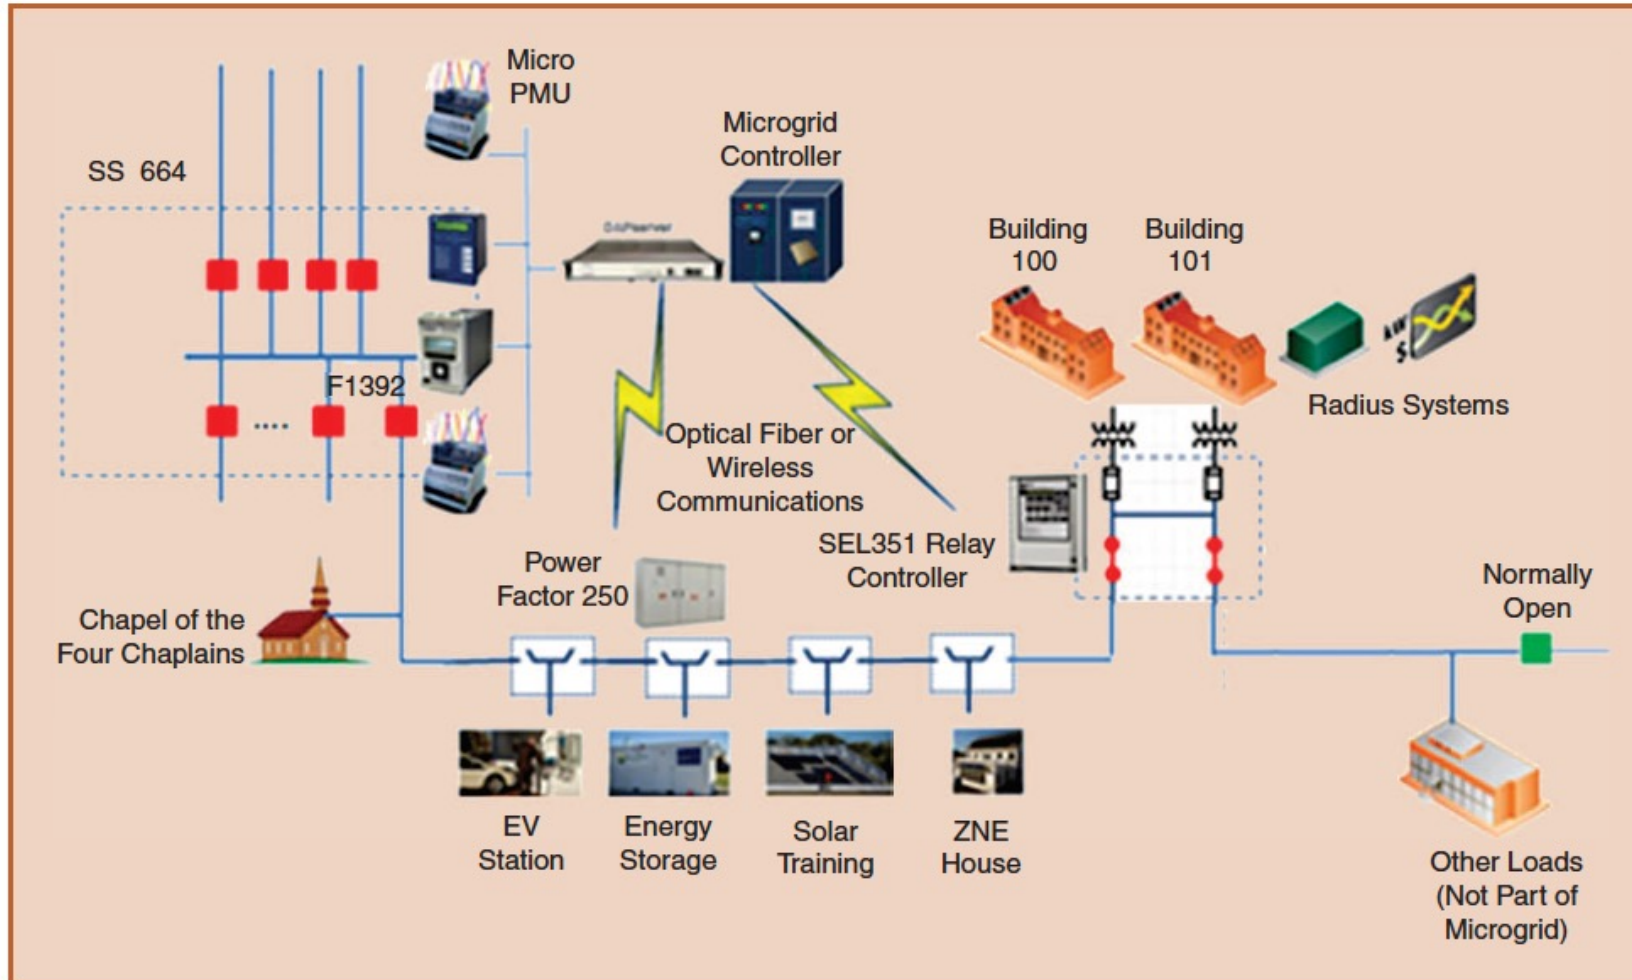 Micro
PMU
Microgrid
Controller
SS 664
Building
100
Building
101
F1392
Radius Systems
Optical Fiber or
Wireless
Communications
SEL351 Relay
Controller
Power
Factor 250
Normally
Open
Chapel of the
Four Chaplains
EV
Station
Energy
Storage
Solar
Training
ZNE
House
Other Loads
(Not Part of
Microgrid)